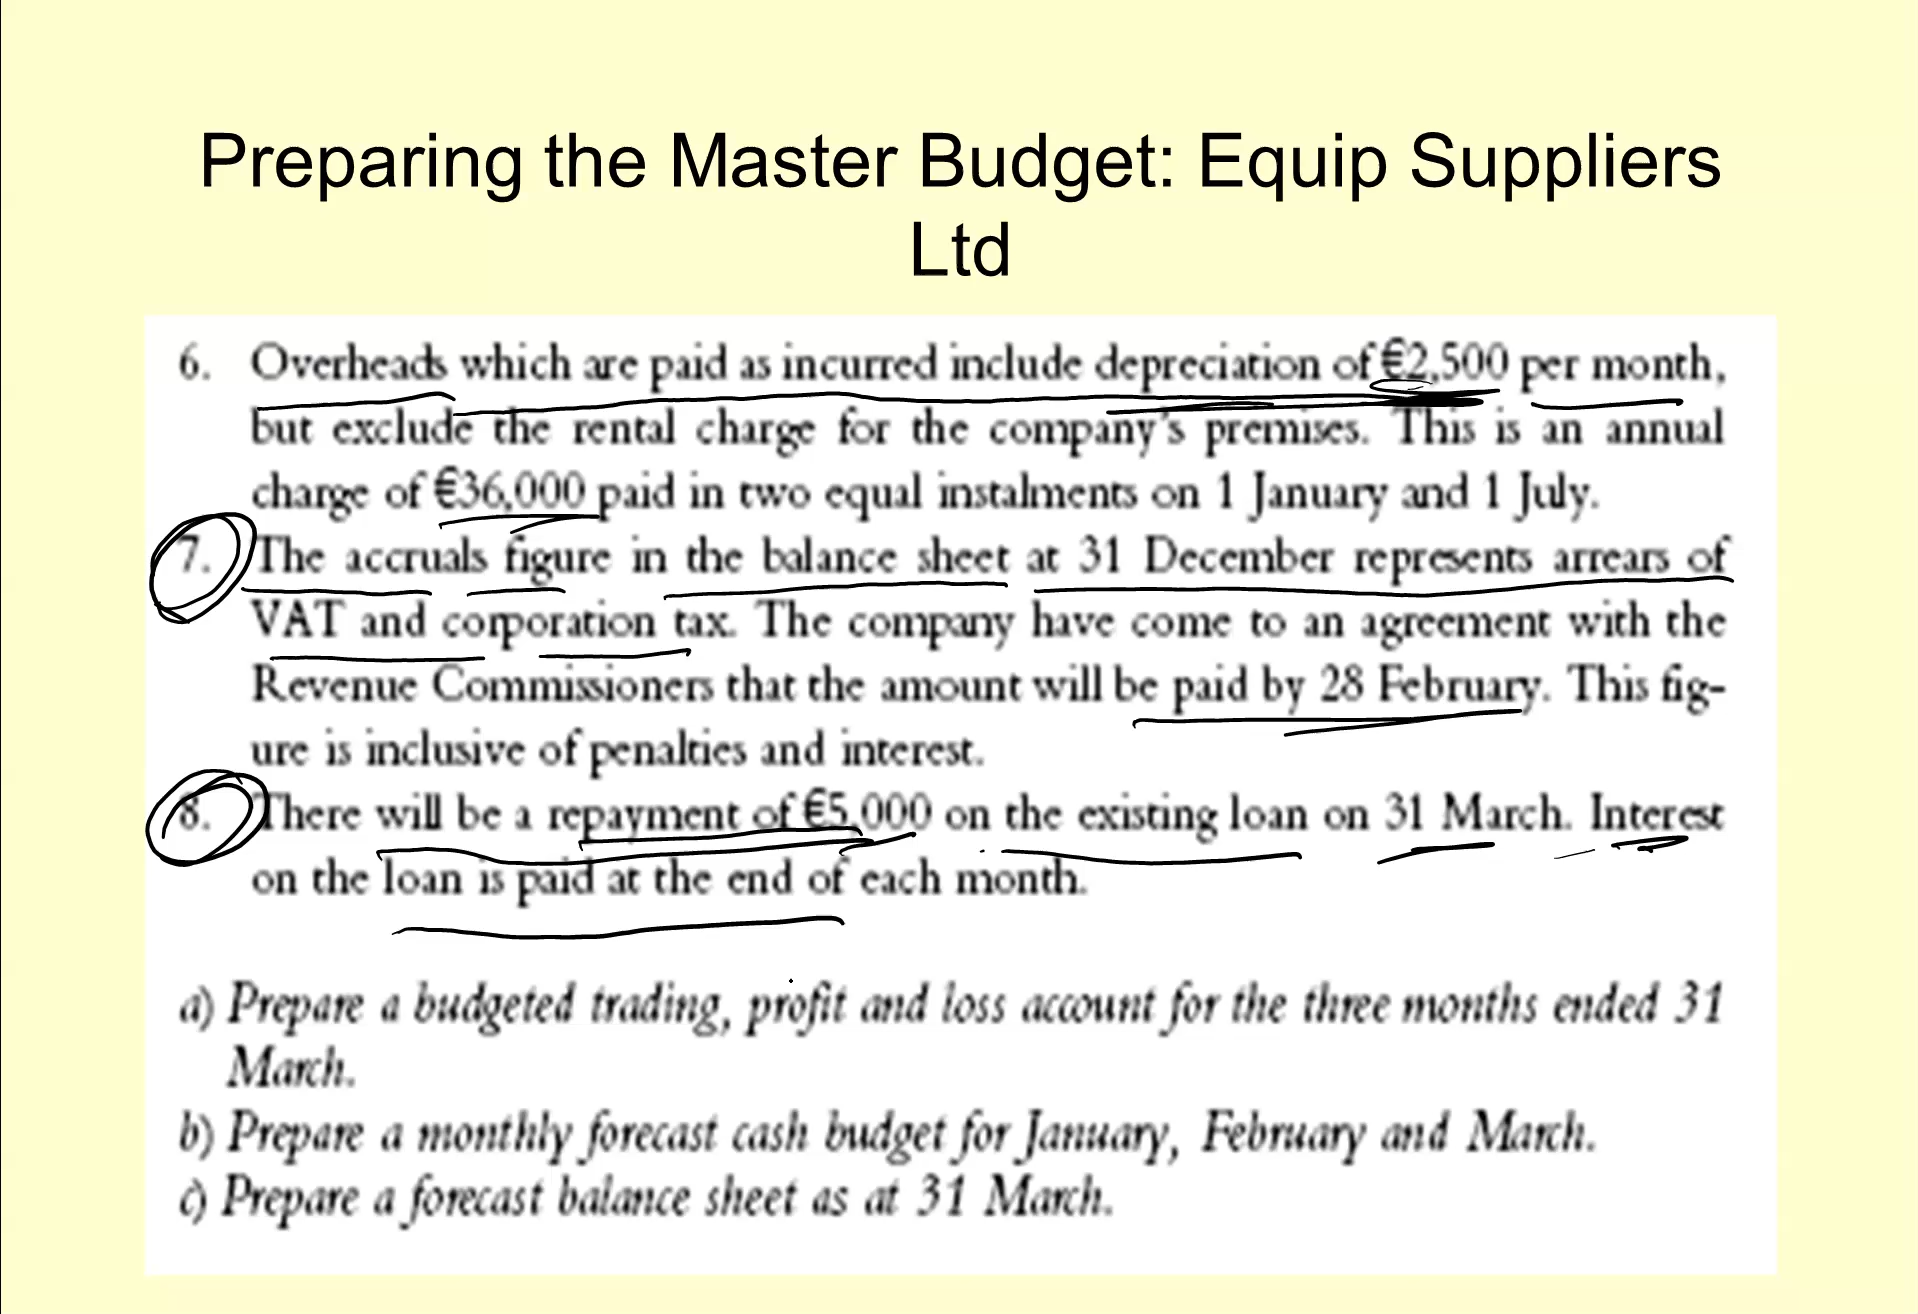 Preparing the Master Budget: Equip Suppliers
Ltd
6. Overheads which are paid as incurred include depreciation of €2,500 per month,
but exclude the rental charge for the company's premises. This is an annual
charge of €36,000 paid in two equal instalments on 1 January and 1 July.
7. The accruals figure in the balance sheet at 31 December represents arrears of
VAT and corporation tax. The company have come to an agreement with the
Revenue Commissioners that the amount will be paid by 28 February. This fig-
ure is inclusive of penalties and interest.
8. There will be a repayment of €5,000 on the existing loan on 31 March. Interest
on the loan is paid at the end of each month.
a) Prepare a budgeted trading, profit and loss account for the three months ended 31
March.
b) Prepare a monthly forecast cash budget for January, February and March.
c) Prepare a forecast balance sheet as at 31 March.